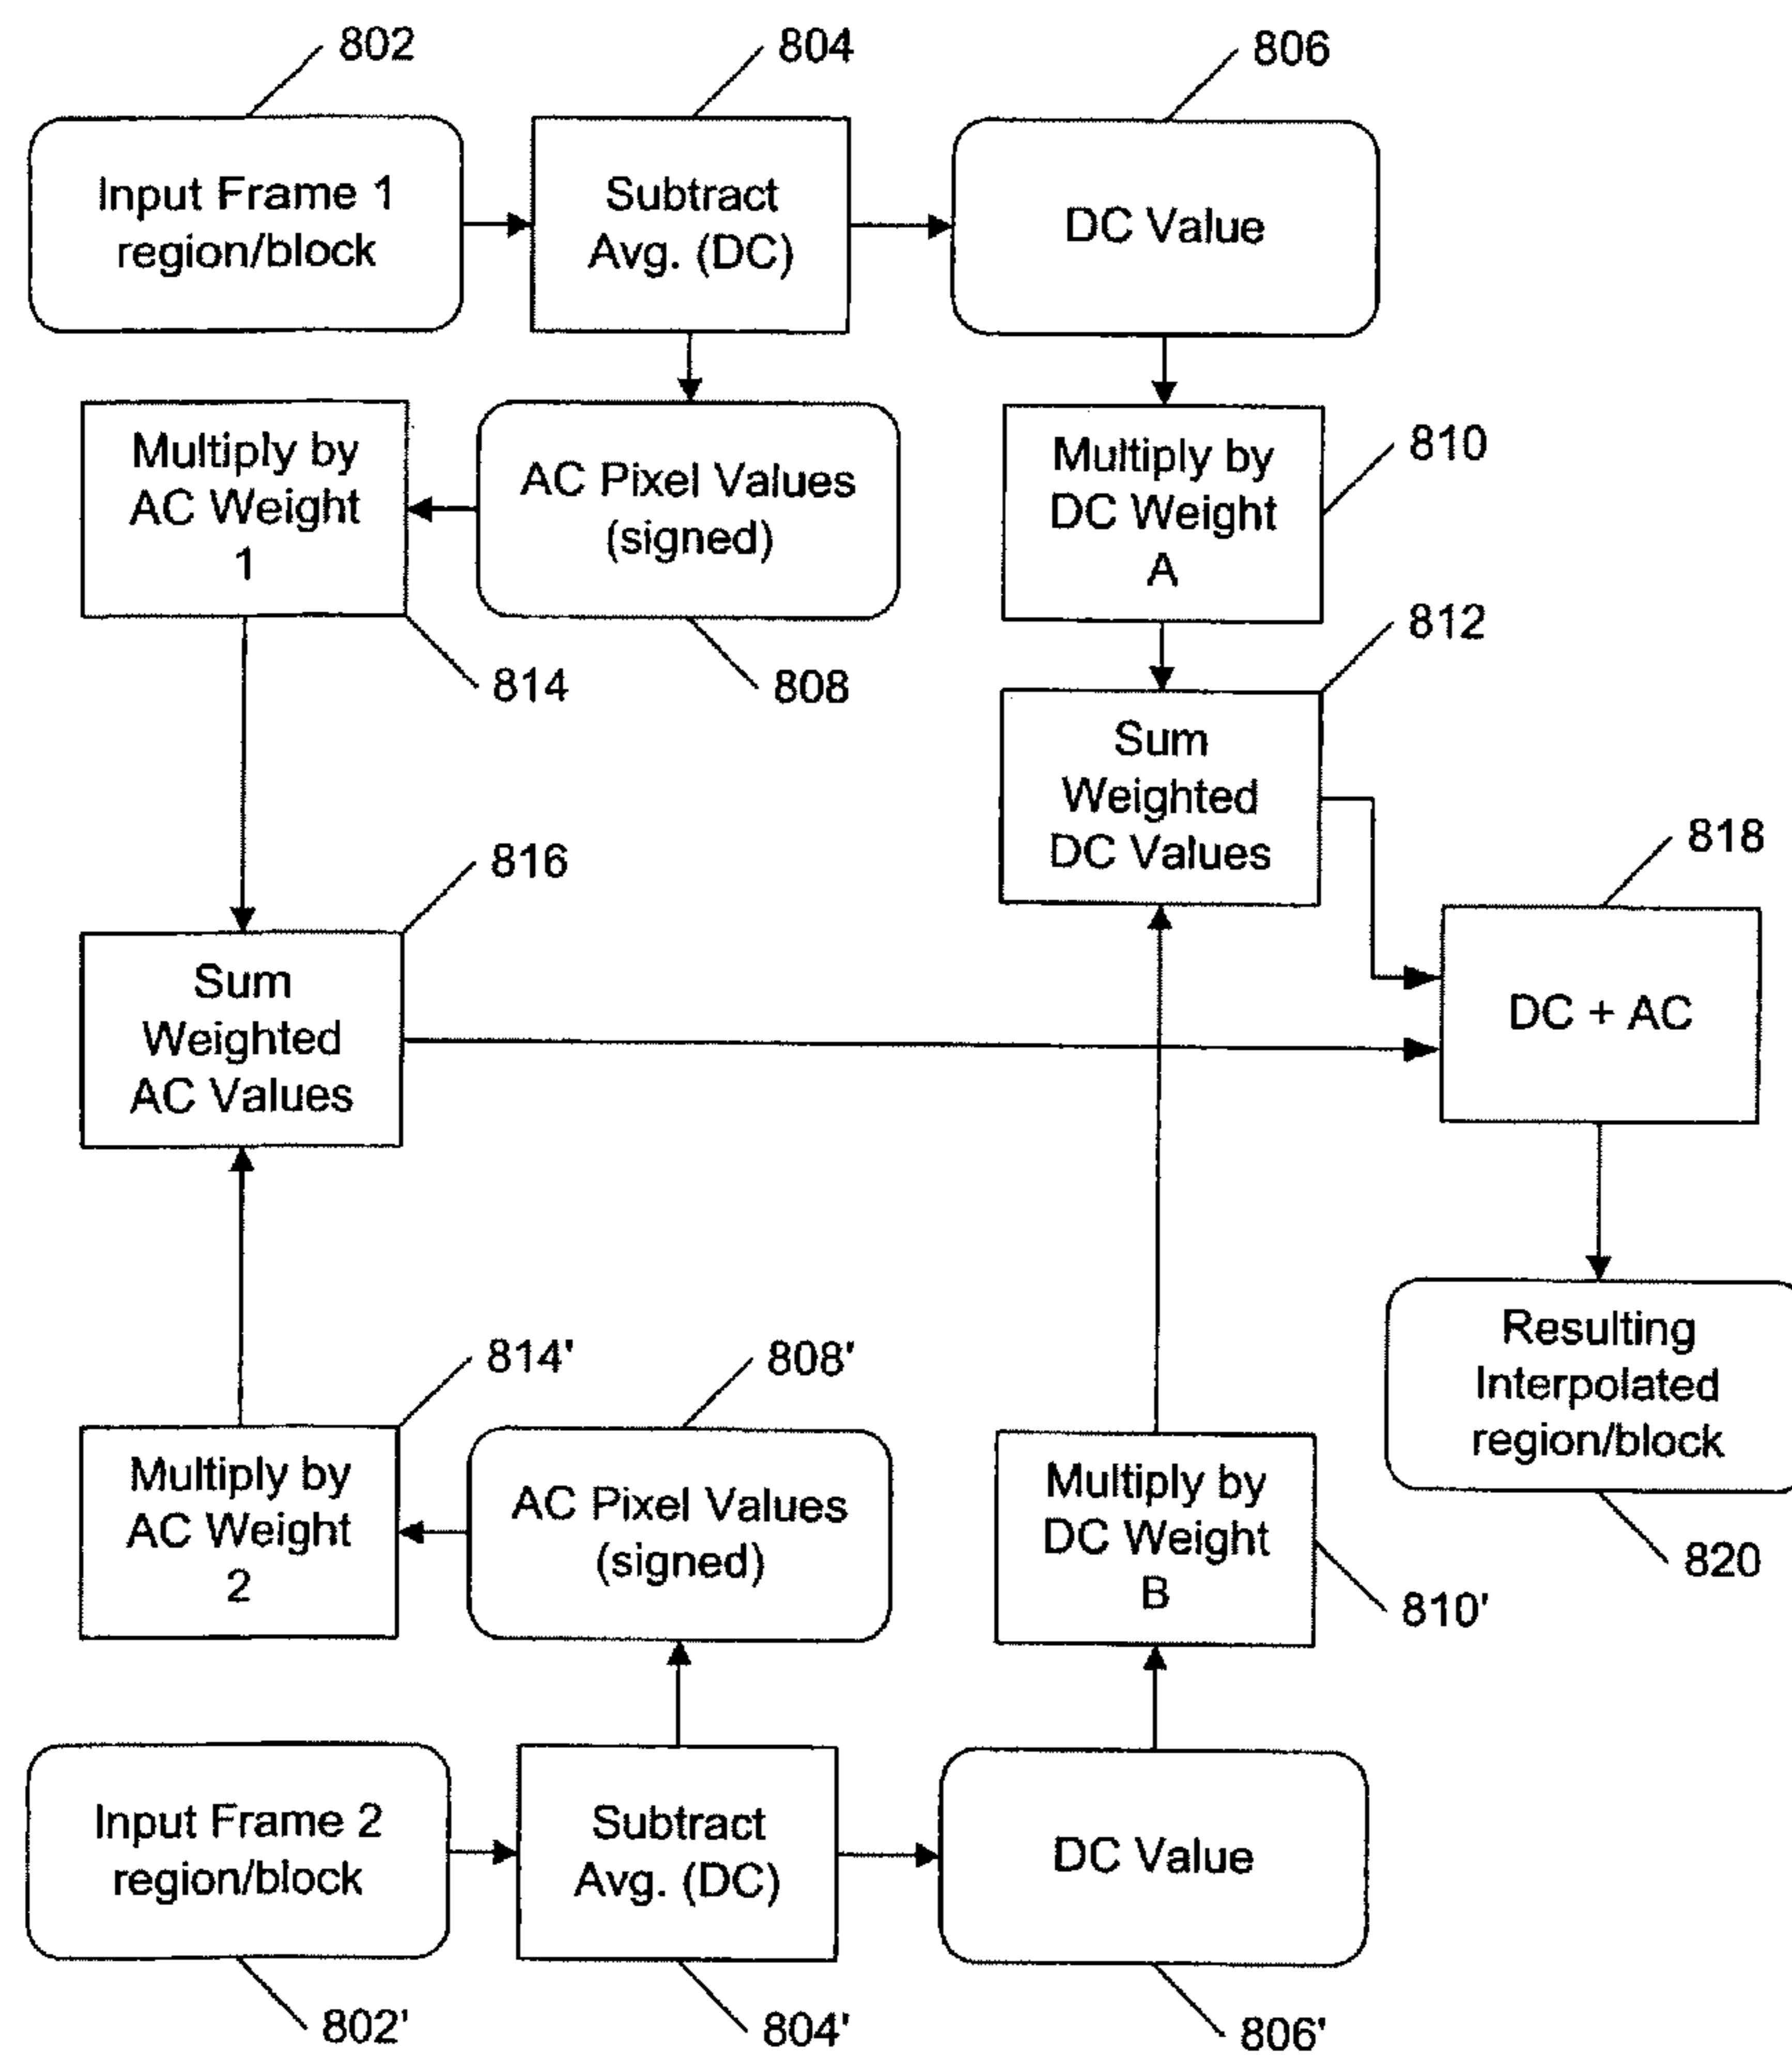 802
804
806
Input Frame 1
region/block
Subtract
Avg. (DC)
DC Value
Multiply by
AC Weight
1
AC Pixel Values
(signed)
Multiply by
DC Weight
A
810
814
808
812
Sum
Weighted
DC Values
816
818
Sum
Weighted
AC Values
DC + AC
814'
808'
Resulting
Interpolated
region/block
Multiply by
AC Weight
2
AC Pixel Values
(signed)
Multiply by
DC Weight
B
820
810'
Input Frame 2
region/block
Subtract
Avg. (DC)
DC Value
802'
804'
806'